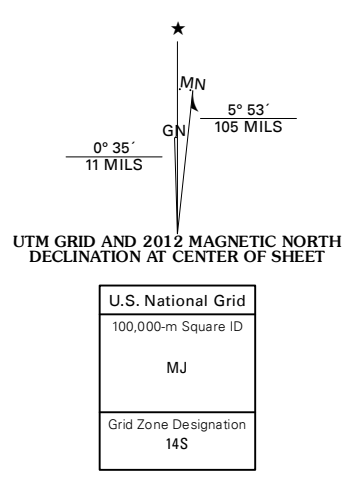 ★
MN
5° 53´
105 MILS
GN
0° 35´
11 MILS
UTM GRID AND 2012 MAGNETIC NORTH
DECLINATION AT CENTER OF SHEET
U.S. National Grid
100,000-m Square ID
MJ
Grid Zone Designation
14S